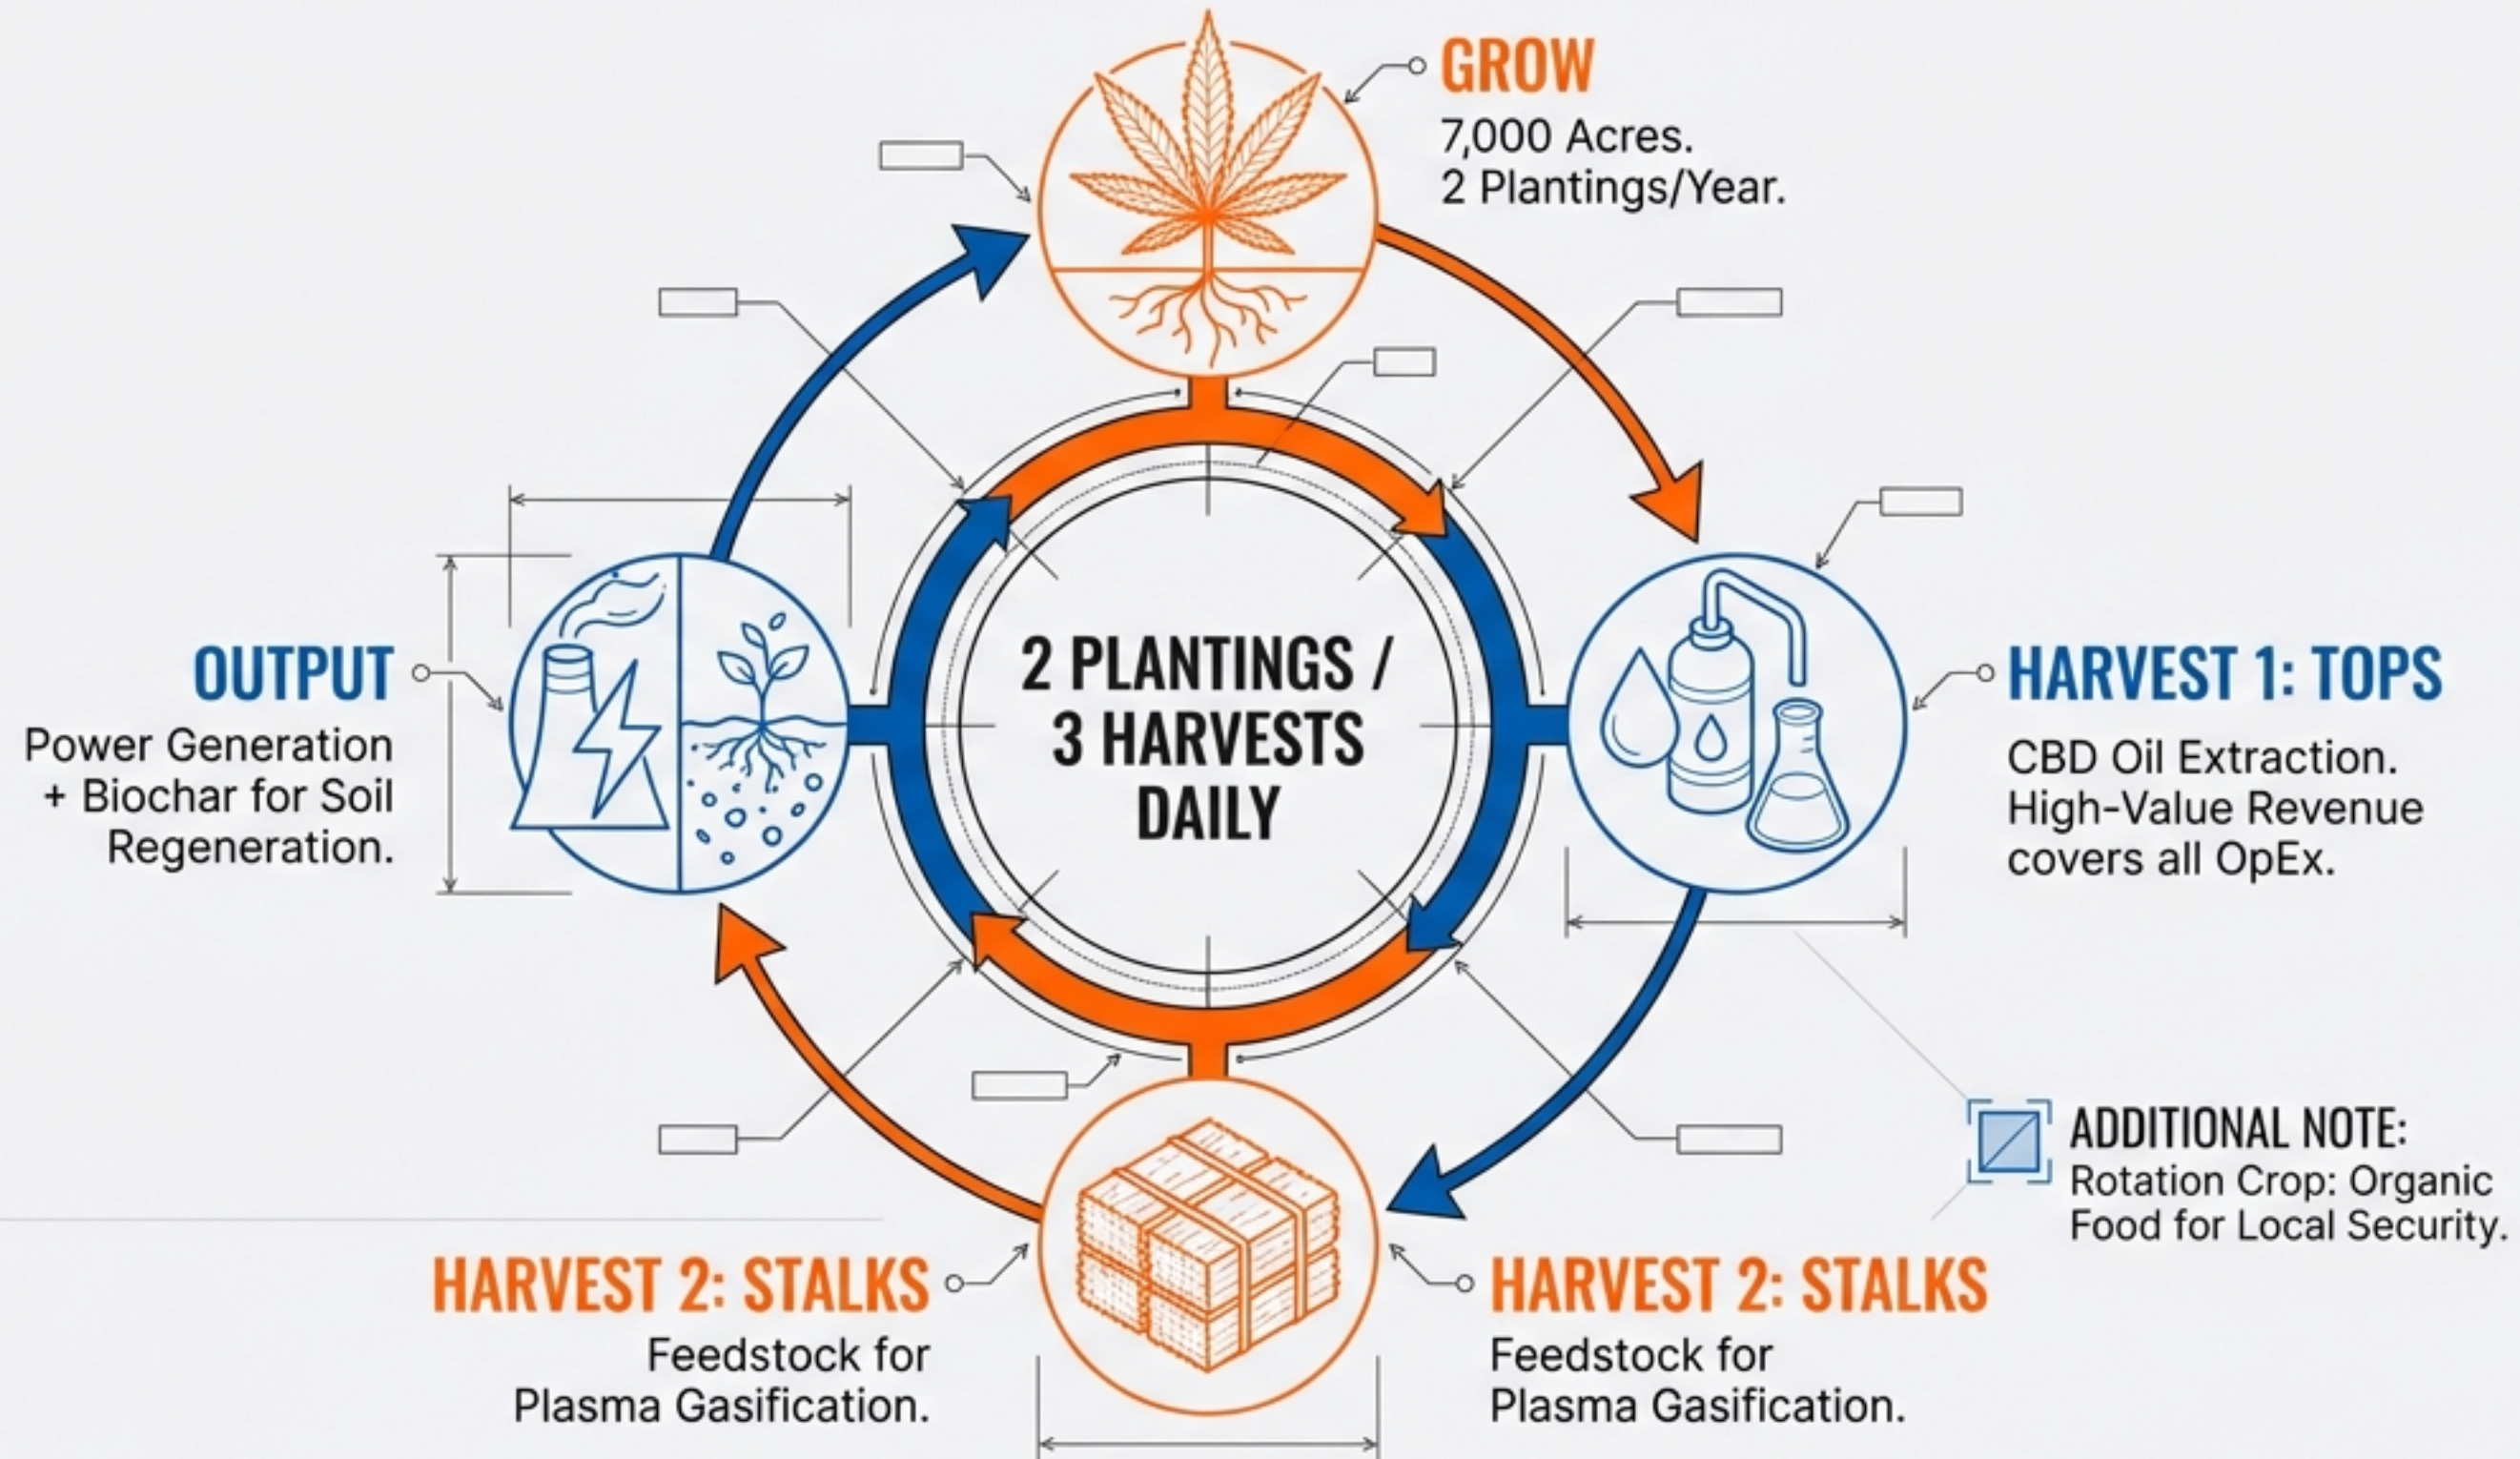 GROW
7,000 Acres.
2 Plantings/Year.
2 PLANTINGS /
3 HARVESTS
DAILY
OUTPUT
Power Generation
+ Biochar for Soil
Regeneration.
HARVEST 1: TOPS
CBD Oil Extraction.
High-Value Revenue
covers all OpEx.
ADDITIONAL NOTE:
Rotation Crop: Organic
Food for Local Security.
HARVEST 2: STALKS
Feedstock for
Plasma Gasification.
HARVEST 2: STALKS
Feedstock for
Plasma Gasification.